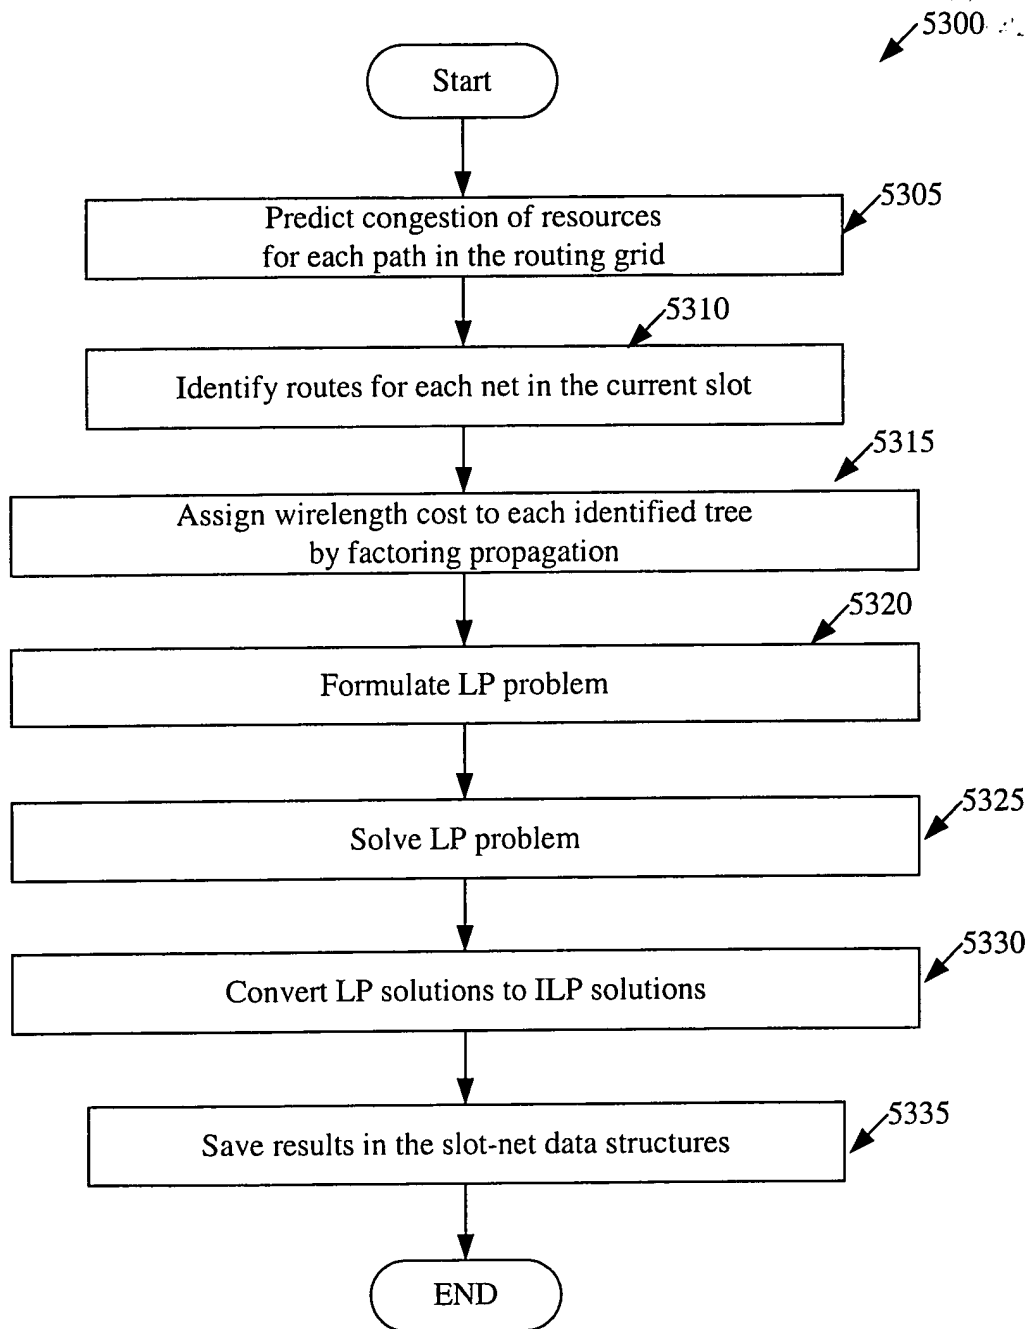 5300
Start
5305
Predict congestion of resources
for each path in the routing grid
5310
Identify routes for each net in the current slot
5315
Assign wirelength cost to each identified tree
by factoring propagation
5320
Formulate LP problem
5325
Solve LP problem
5330
Convert LP solutions to ILP solutions
5335
Save results in the slot-net data structures
END